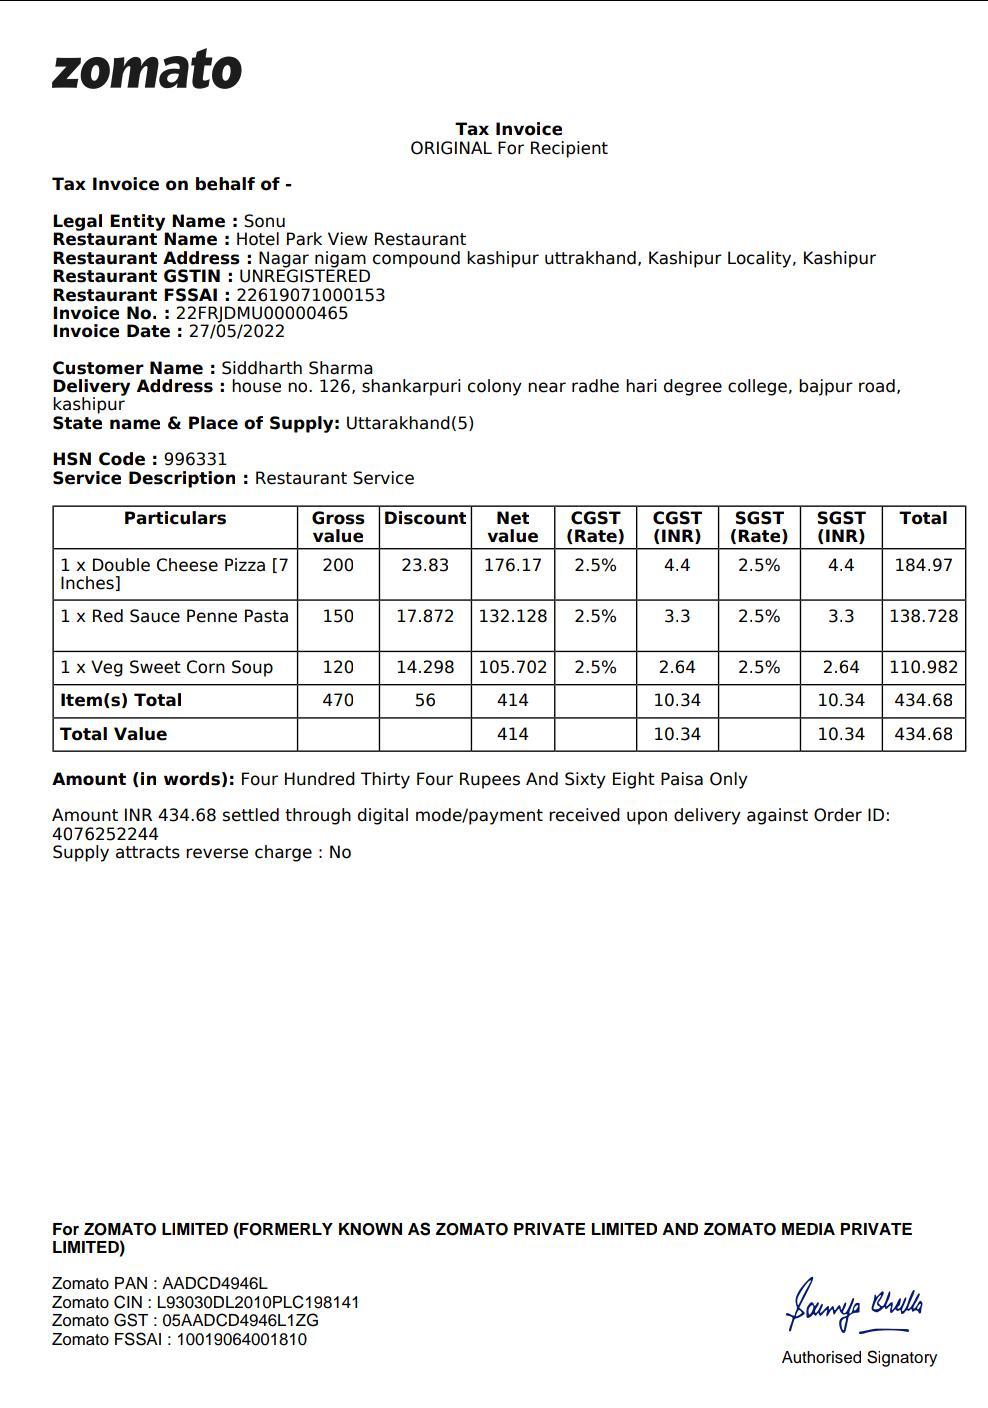 zomato
Tax Invoice
ORIGINAL For Recipient
Tax Invoice on behalf of -
Legal Entity Name : Sonu
Restaurant Name : Hotel Park View Restaurant
Restaurant Address : Nagar nigam compound kashipur uttrakhand, Kashipur Locality, Kashipur
Restaurant GSTIN : UNREGISTERED
Restaurant FSSAI : 22619071000153
Invoice No. : 22FRJDMU00000465
Invoice Date : 27/05/2022
Customer Name : Siddharth Sharma
Delivery Address : house no. 126, shankarpuri colony near radhe hari degree college, bajpur road,
kashipur
State name & Place of Supply: Uttarakhand(5)
HSN Code : 996331
Service Description : Restaurant Service
Particulars Gross value Discount Net value CGST (Rate) CGST (INR) SGST (Rate) SGST (INR) Total
1 x Double Cheese Pizza [7 Inches] 200 23.83 176.17 2.5% 4.4 2.5% 4.4 184.97
1 x Red Sauce Penne Pasta 150 17.872 132.128 2.5% 3.3 2.5% 3.3 138.728
1 x Veg Sweet Corn Soup 120 14.298 105.702 2.5% 2.64 2.5% 2.64 110.982
Item(s) Total 470 56 414 10.34 10.34 434.68
Total Value 414 10.34 10.34 434.68
Amount (in words): Four Hundred Thirty Four Rupees And Sixty Eight Paisa Only
Amount INR 434.68 settled through digital mode/payment received upon delivery against Order ID:
4076252244
Supply attracts reverse charge : No
For ZOMATO LIMITED (FORMERLY KNOWN AS ZOMATO PRIVATE LIMITED AND ZOMATO MEDIA PRIVATE
LIMITED)
Zomato PAN : AADCD4946L
Zomato CIN : L93030DL2010PLC198141
Zomato GST : 05AADCD4946L1ZG
Zomato FSSAI : 10019064001810
Authorised Signatory